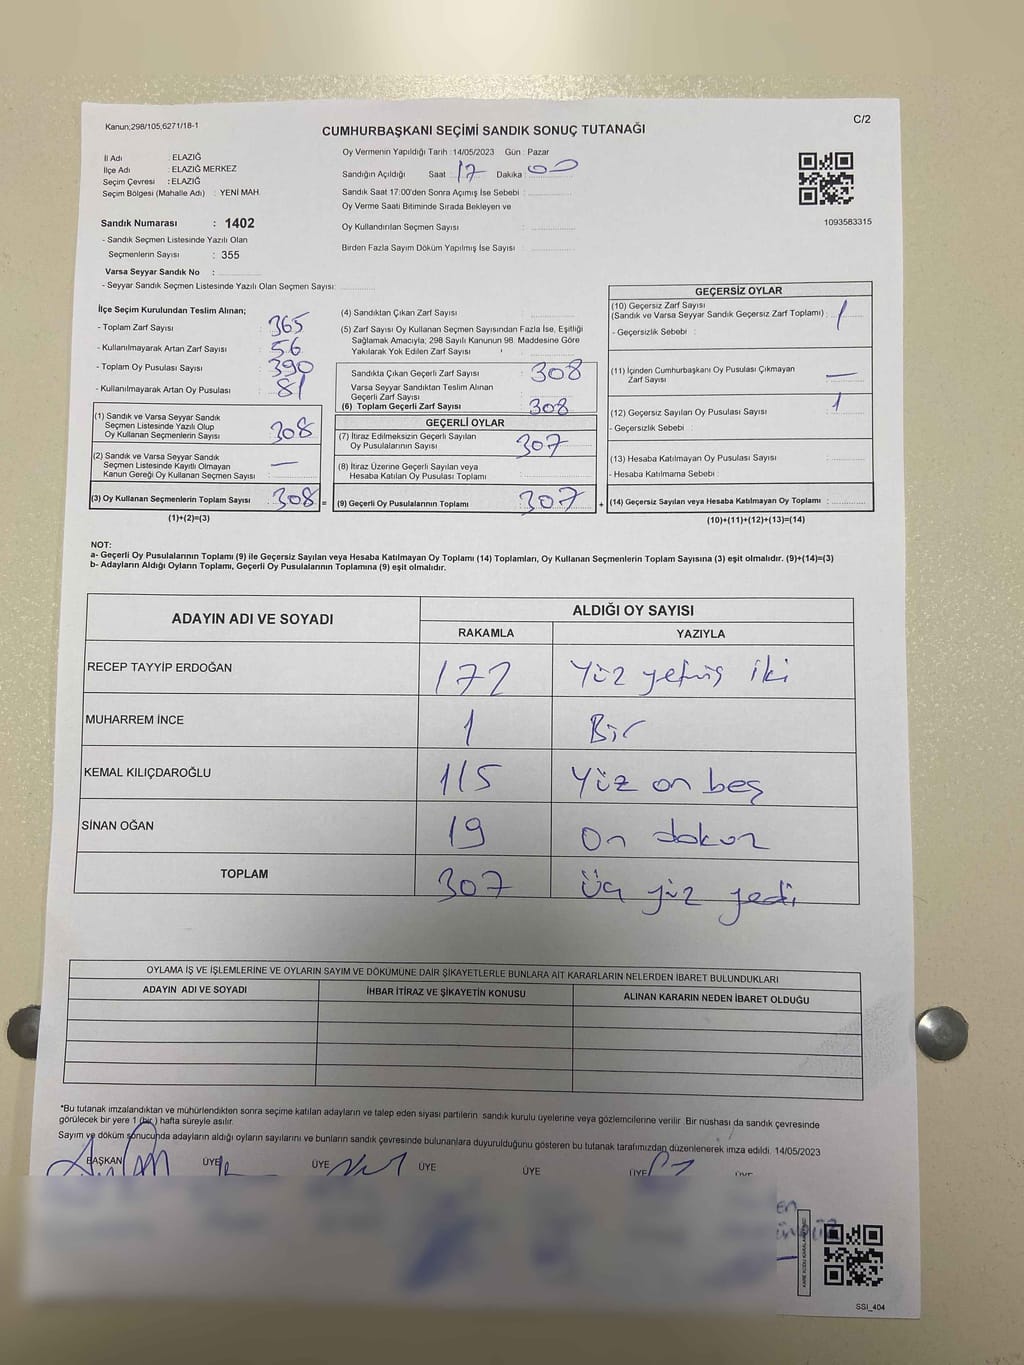 Kanun;298/105,6271/18-1
C/2
CUMHURBAŞKANI SEÇİMİ SANDIK SONUÇ TUTANAĞI
İl Adı : ELAZIĞ
İlçe Adı : ELAZIĞ MERKEZ
Seçim Çevresi : ELAZIĞ
Seçim Bölgesi (Mahalle Adı) : YENİ MAH.
Sandık Numarası : 1402
- Sandık Seçmen Listesinde Yazılı Olan
Seçmenlerin Sayısı : 355
Varsa Seyyar Sandık No :
- Seyyar Sandık Seçmen Listesinde Yazılı Olan Seçmen Sayısı:
Oy Vermenin Yapıldığı Tarih :14/05/2023 Gün : Pazar
Sandığın Açıldığı Saat : 17 Dakika : 00
Sandık Saat 17:00'den Sonra Açımış İse Sebebi :
Oy Verme Saati Bitiminde Sırada Bekleyen ve
Oy Kullandırılan Seçmen Sayısı :
Birden Fazla Sayım Döküm Yapılmış İse Sayısı :
1093583315
İlçe Seçim Kurulundan Teslim Alınan;
- Toplam Zarf Sayısı : 365
- Kullanılmayarak Artan Zarf Sayısı : 56
- Toplam Oy Pusulası Sayısı : 390
- Kullanılmayarak Artan Oy Pusulası : 81
(1) Sandık ve Varsa Seyyar Sandık
Seçmen Listesinde Yazılı Olup
Oy Kullanan Seçmenlerin Sayısı : 308
(2) Sandık ve Varsa Seyyar Sandık
Seçmen Listesinde Kayıtlı Olmayan
Kanun Gereği Oy Kullanan Seçmen Sayısı : —
(3) Oy Kullanan Seçmenlerin Toplam Sayısı : 308 =
(1)+(2)=(3)
(4) Sandıktan Çıkan Zarf Sayısı :
(5) Zarf Sayısı Oy Kullanan Seçmen Sayısından Fazla İse, Eşitliği
Sağlamak Amacıyla; 298 Sayılı Kanunun 98. Maddesine Göre
Yakılarak Yok Edilen Zarf Sayısı :
Sandıkta Çıkan Geçerli Zarf Sayısı : 308
Varsa Seyyar Sandıktan Teslim Alınan
Geçerli Zarf Sayısı :
(6) Toplam Geçerli Zarf Sayısı : 308
GEÇERLİ OYLAR
(7) İtiraz Edilmeksizin Geçerli Sayılan
Oy Pusulalarının Sayısı : 307
(8) İtiraz Üzerine Geçerli Sayılan veya
Hesaba Katılan Oy Pusulası Toplamı :
(9) Geçerli Oy Pusulalarının Toplamı : 307 +
GEÇERSİZ OYLAR
(10) Geçersiz Zarf Sayısı
(Sandık ve Varsa Seyyar Sandık Geçersiz Zarf Toplamı) : 1
- Geçersizlik Sebebi :
(11) İçinden Cumhurbaşkanı Oy Pusulası Çıkmayan
Zarf Sayısı : —
(12) Geçersiz Sayılan Oy Pusulası Sayısı : 1
- Geçersizlik Sebebi :
(13) Hesaba Katılmayan Oy Pusulası Sayısı :
- Hesaba Katılmama Sebebi :
(14) Geçersiz Sayılan veya Hesaba Katılmayan Oy Toplamı :
(10)+(11)+(12)+(13)=(14)
NOT:
a- Geçerli Oy Pusulalarının Toplamı (9) ile Geçersiz Sayılan veya Hesaba Katılmayan Oy Toplamı (14) Toplamları, Oy Kullanan Seçmenlerin Toplam Sayısına (3) eşit olmalıdır. (9)+(14)=(3)
b- Adayların Aldığı Oyların Toplamı, Geçerli Oy Pusulalarının Toplamına (9) eşit olmalıdır.
ADAYIN ADI VE SOYADI
ALDIĞI OY SAYISI
RAKAMLA YAZIYLA
RECEP TAYYİP ERDOĞAN 172 Yüz yetmiş iki
MUHARREM İNCE 1 Bir
KEMAL KILIÇDAROĞLU 115 Yüz on beş
SİNAN OĞAN 19 On dokuz
TOPLAM 307 Üç yüz yedi
OYLAMA İŞ VE İŞLEMLERİNE VE OYLARIN SAYIM VE DÖKÜMÜNE DAİR ŞİKAYETLERLE BUNLARA AİT KARARLARIN NELERDEN İBARET BULUNDUKLARI
ADAYIN ADI VE SOYADI İHBAR İTİRAZ VE ŞİKAYETİN KONUSU ALINAN KARARIN NEDEN İBARET OLDUĞU
*Bu tutanak imzalandıktan ve mühürlendikten sonra seçime katılan adayların ve talep eden siyasi partilerin sandık kurulu üyelerine veya gözlemcilerine verilir. Bir nüshası da sandık çevresinde
görülecek bir yere 1 (bir) hafta süreyle asılır.
Sayım ve döküm sonucunda adayların aldığı oyların sayılarını ve bunların sandık çevresinde bulunanlara duyurulduğunu gösteren bu tutanak tarafımızdan düzenlenerek imza edildi. 14/05/2023
BAŞKAN ÜYE ÜYE ÜYE ÜYE ÜYE ÜYE
SSI_404